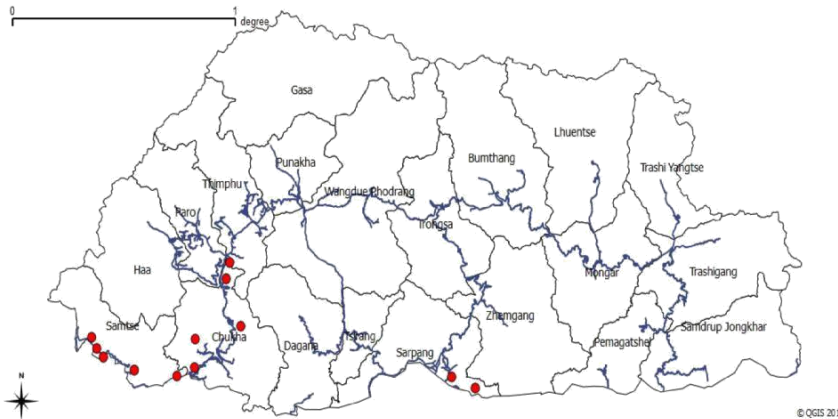 0 1
degree
Gasa
Lhuentse
Bumthang
Punakha
Trashi Yangtse
Thimphu
Wangdue Phodrang
Paro
Trongsa
Haa
Mongar
Trashigang
Zhemgang
Samtse
Samdrup Jongkhar
Chukha
Tsirang
Pemagatshel
Dagana
Sarpang
N
© QGIS 201